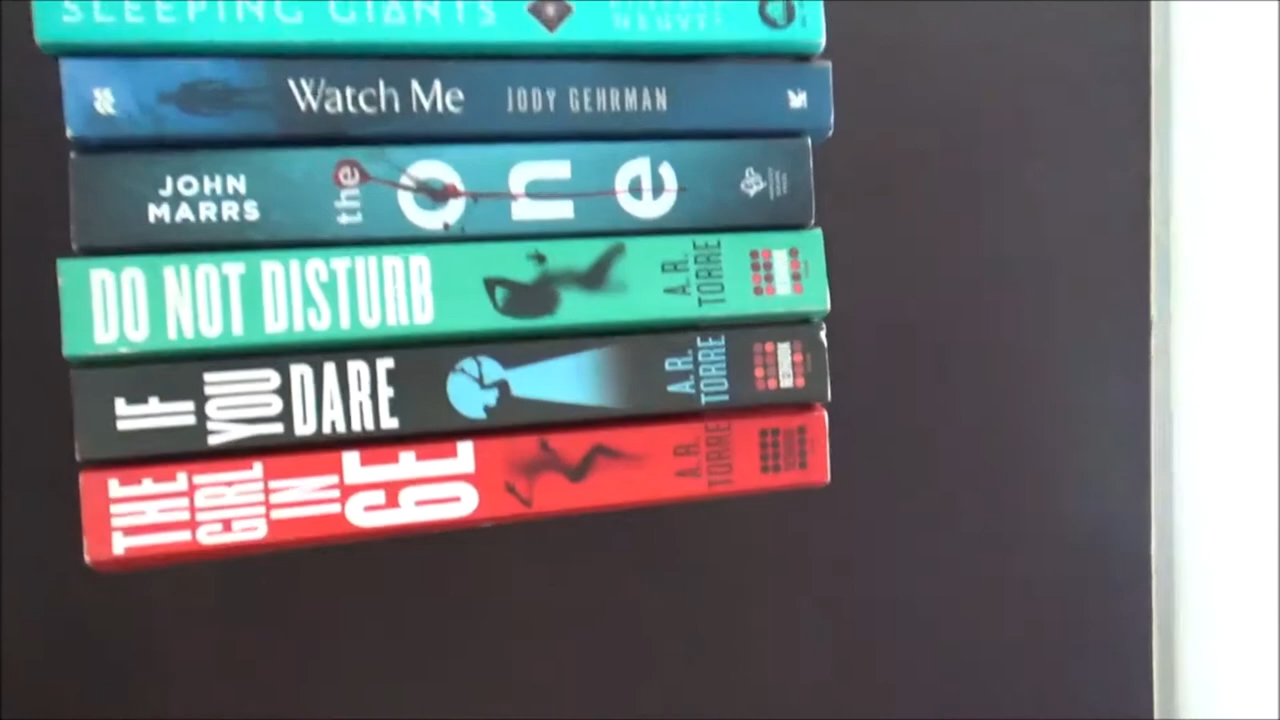 SLEEPING GIANTS
Watch Me JODY GEHRMAN
JOHN
MARRS
the one
DO NOT DISTURB
A.R.
TORRE
IF
YOU
DARE
A.R.
TORRE
REDHOOK
THE
GIRL
IN
6E
A.R.
TORRE